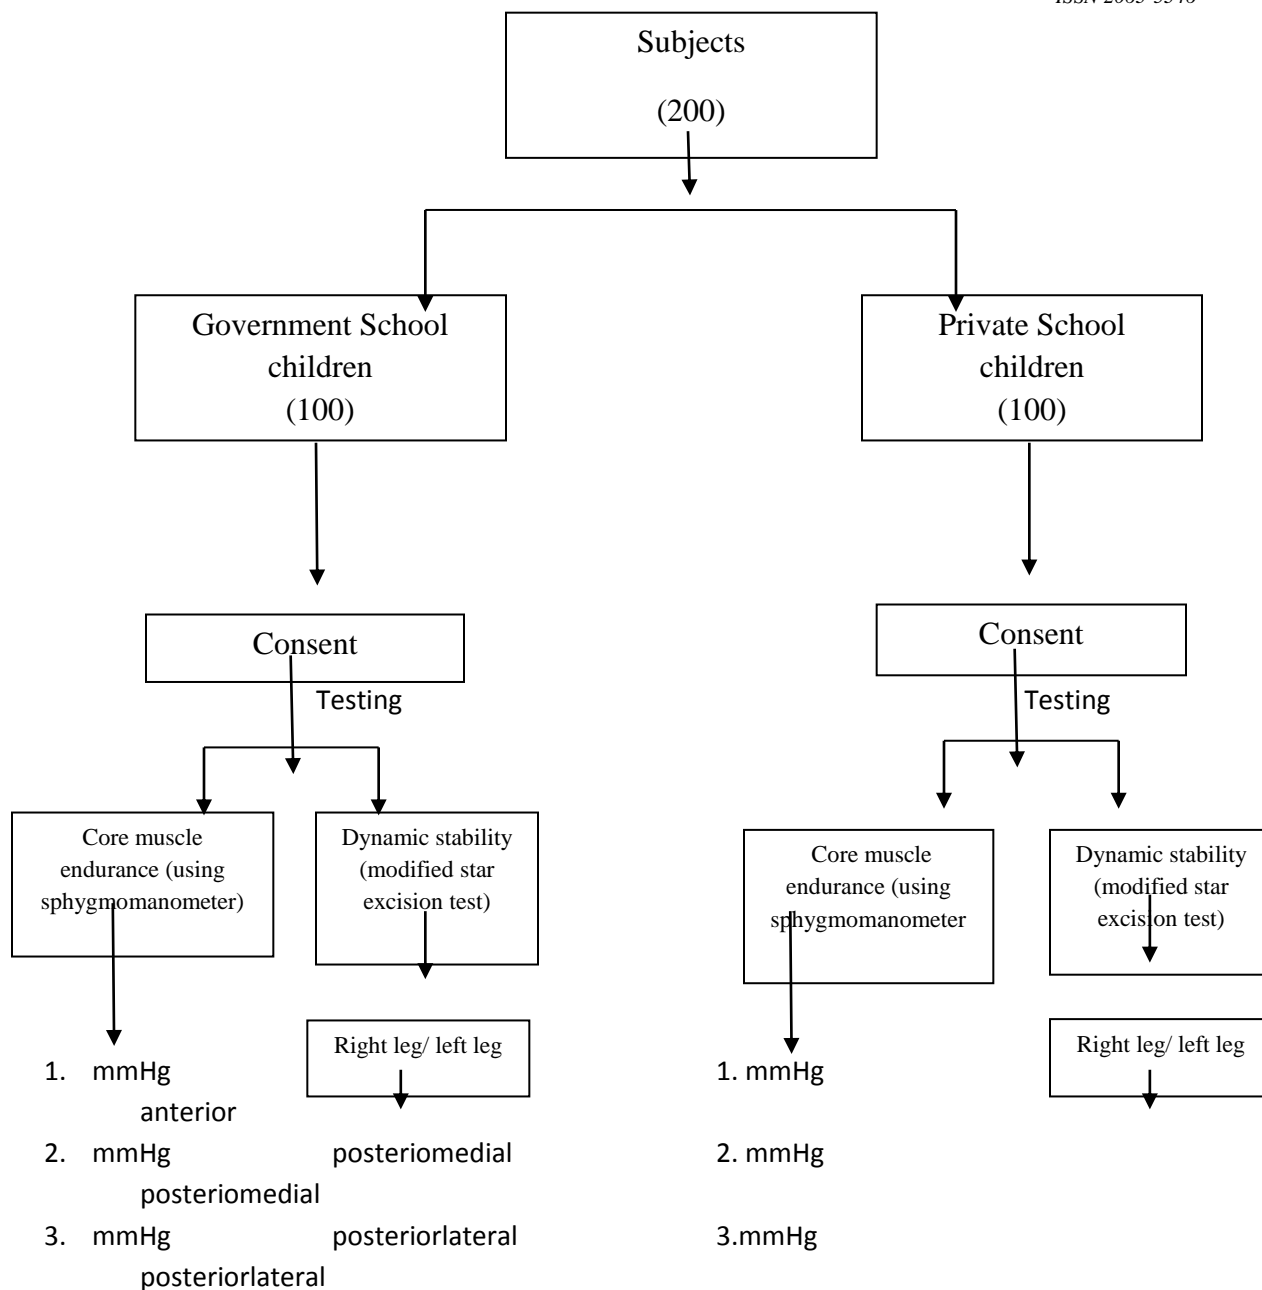 Subjects
(200)
Government School
children
(100)
Private School
children
(100)
Consent
Consent
Testing
Testing
Core muscle
endurance (using
sphygmomanometer)
Dynamic stability
(modified star
excision test)
Core muscle
endurance (using
sphygmomanometer
Dynamic stability
(modified star
excision test)
Right leg/ left leg
Right leg/ left leg
1. mmHg
anterior
2. mmHg posteriomedial
posteriomedial
3. mmHg posteriorlateral
posteriorlateral
1. mmHg
2. mmHg
3.mmHg